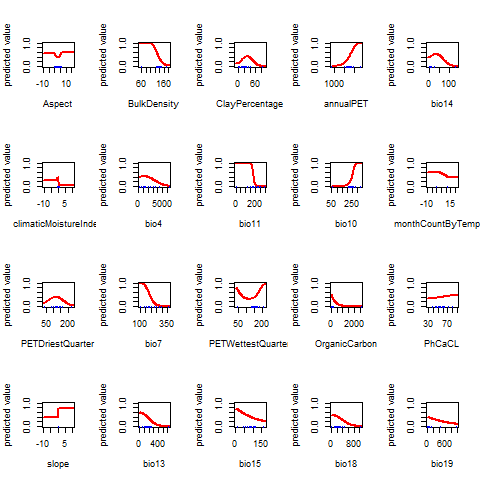 predicted value predicted value predicted value predicted value predicted value
0.0 1.0 0.0 1.0 0.0 1.0 0.0 1.0 0.0 1.0
-10 0 10 60 160 0 60 1000 0 100
Aspect BulkDensity ClayPercentage annualPET bio14
predicted value predicted value predicted value predicted value predicted value
0.0 1.0 0.0 1.0 0.0 1.0 0.0 1.0 0.0 1.0
-10 5 0 5000 0 200 50 250 -10 15
climaticMoistureInde bio4 bio11 bio10 monthCountByTemp
predicted value predicted value predicted value predicted value predicted value
0.0 1.0 0.0 1.0 0.0 1.0 0.0 1.0 0.0 1.0
50 200 100 350 50 200 0 2000 30 70
PETDriestQuarter bio7 PETWettestQuarte OrganicCarbon PhCaCL
predicted value predicted value predicted value predicted value predicted value
0.0 1.0 0.0 1.0 0.0 1.0 0.0 1.0 0.0 1.0
-10 5 0 400 0 150 0 800 0 600
slope bio13 bio15 bio18 bio19